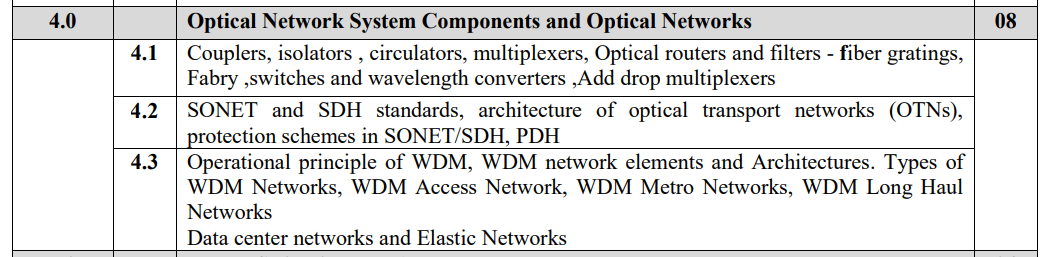 4.0 Optical Network System Components and Optical Networks 08
4.1 Couplers, isolators , circulators, multiplexers, Optical routers and filters - fiber gratings,
Fabry ,switches and wavelength converters ,Add drop multiplexers
4.2 SONET and SDH standards, architecture of optical transport networks (OTNs),
protection schemes in SONET/SDH, PDH
4.3 Operational principle of WDM, WDM network elements and Architectures. Types of
WDM Networks, WDM Access Network, WDM Metro Networks, WDM Long Haul
Networks
Data center networks and Elastic Networks